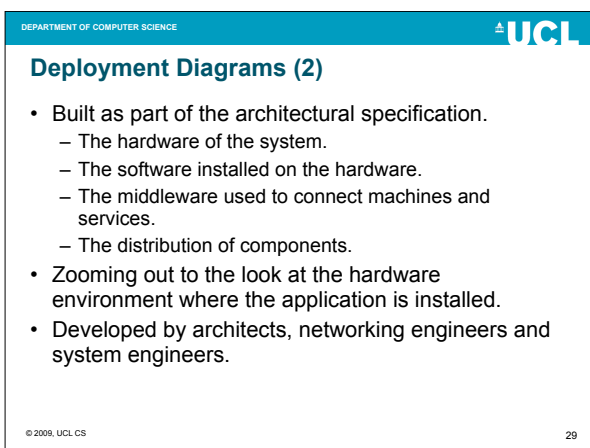 DEPARTMENT OF COMPUTER SCIENCE
UCL
Deployment Diagrams (2)
• Built as part of the architectural specification.
– The hardware of the system.
– The software installed on the hardware.
– The middleware used to connect machines and
services.
– The distribution of components.
• Zooming out to the look at the hardware
environment where the application is installed.
• Developed by architects, networking engineers and
system engineers.
© 2009, UCL CS
29